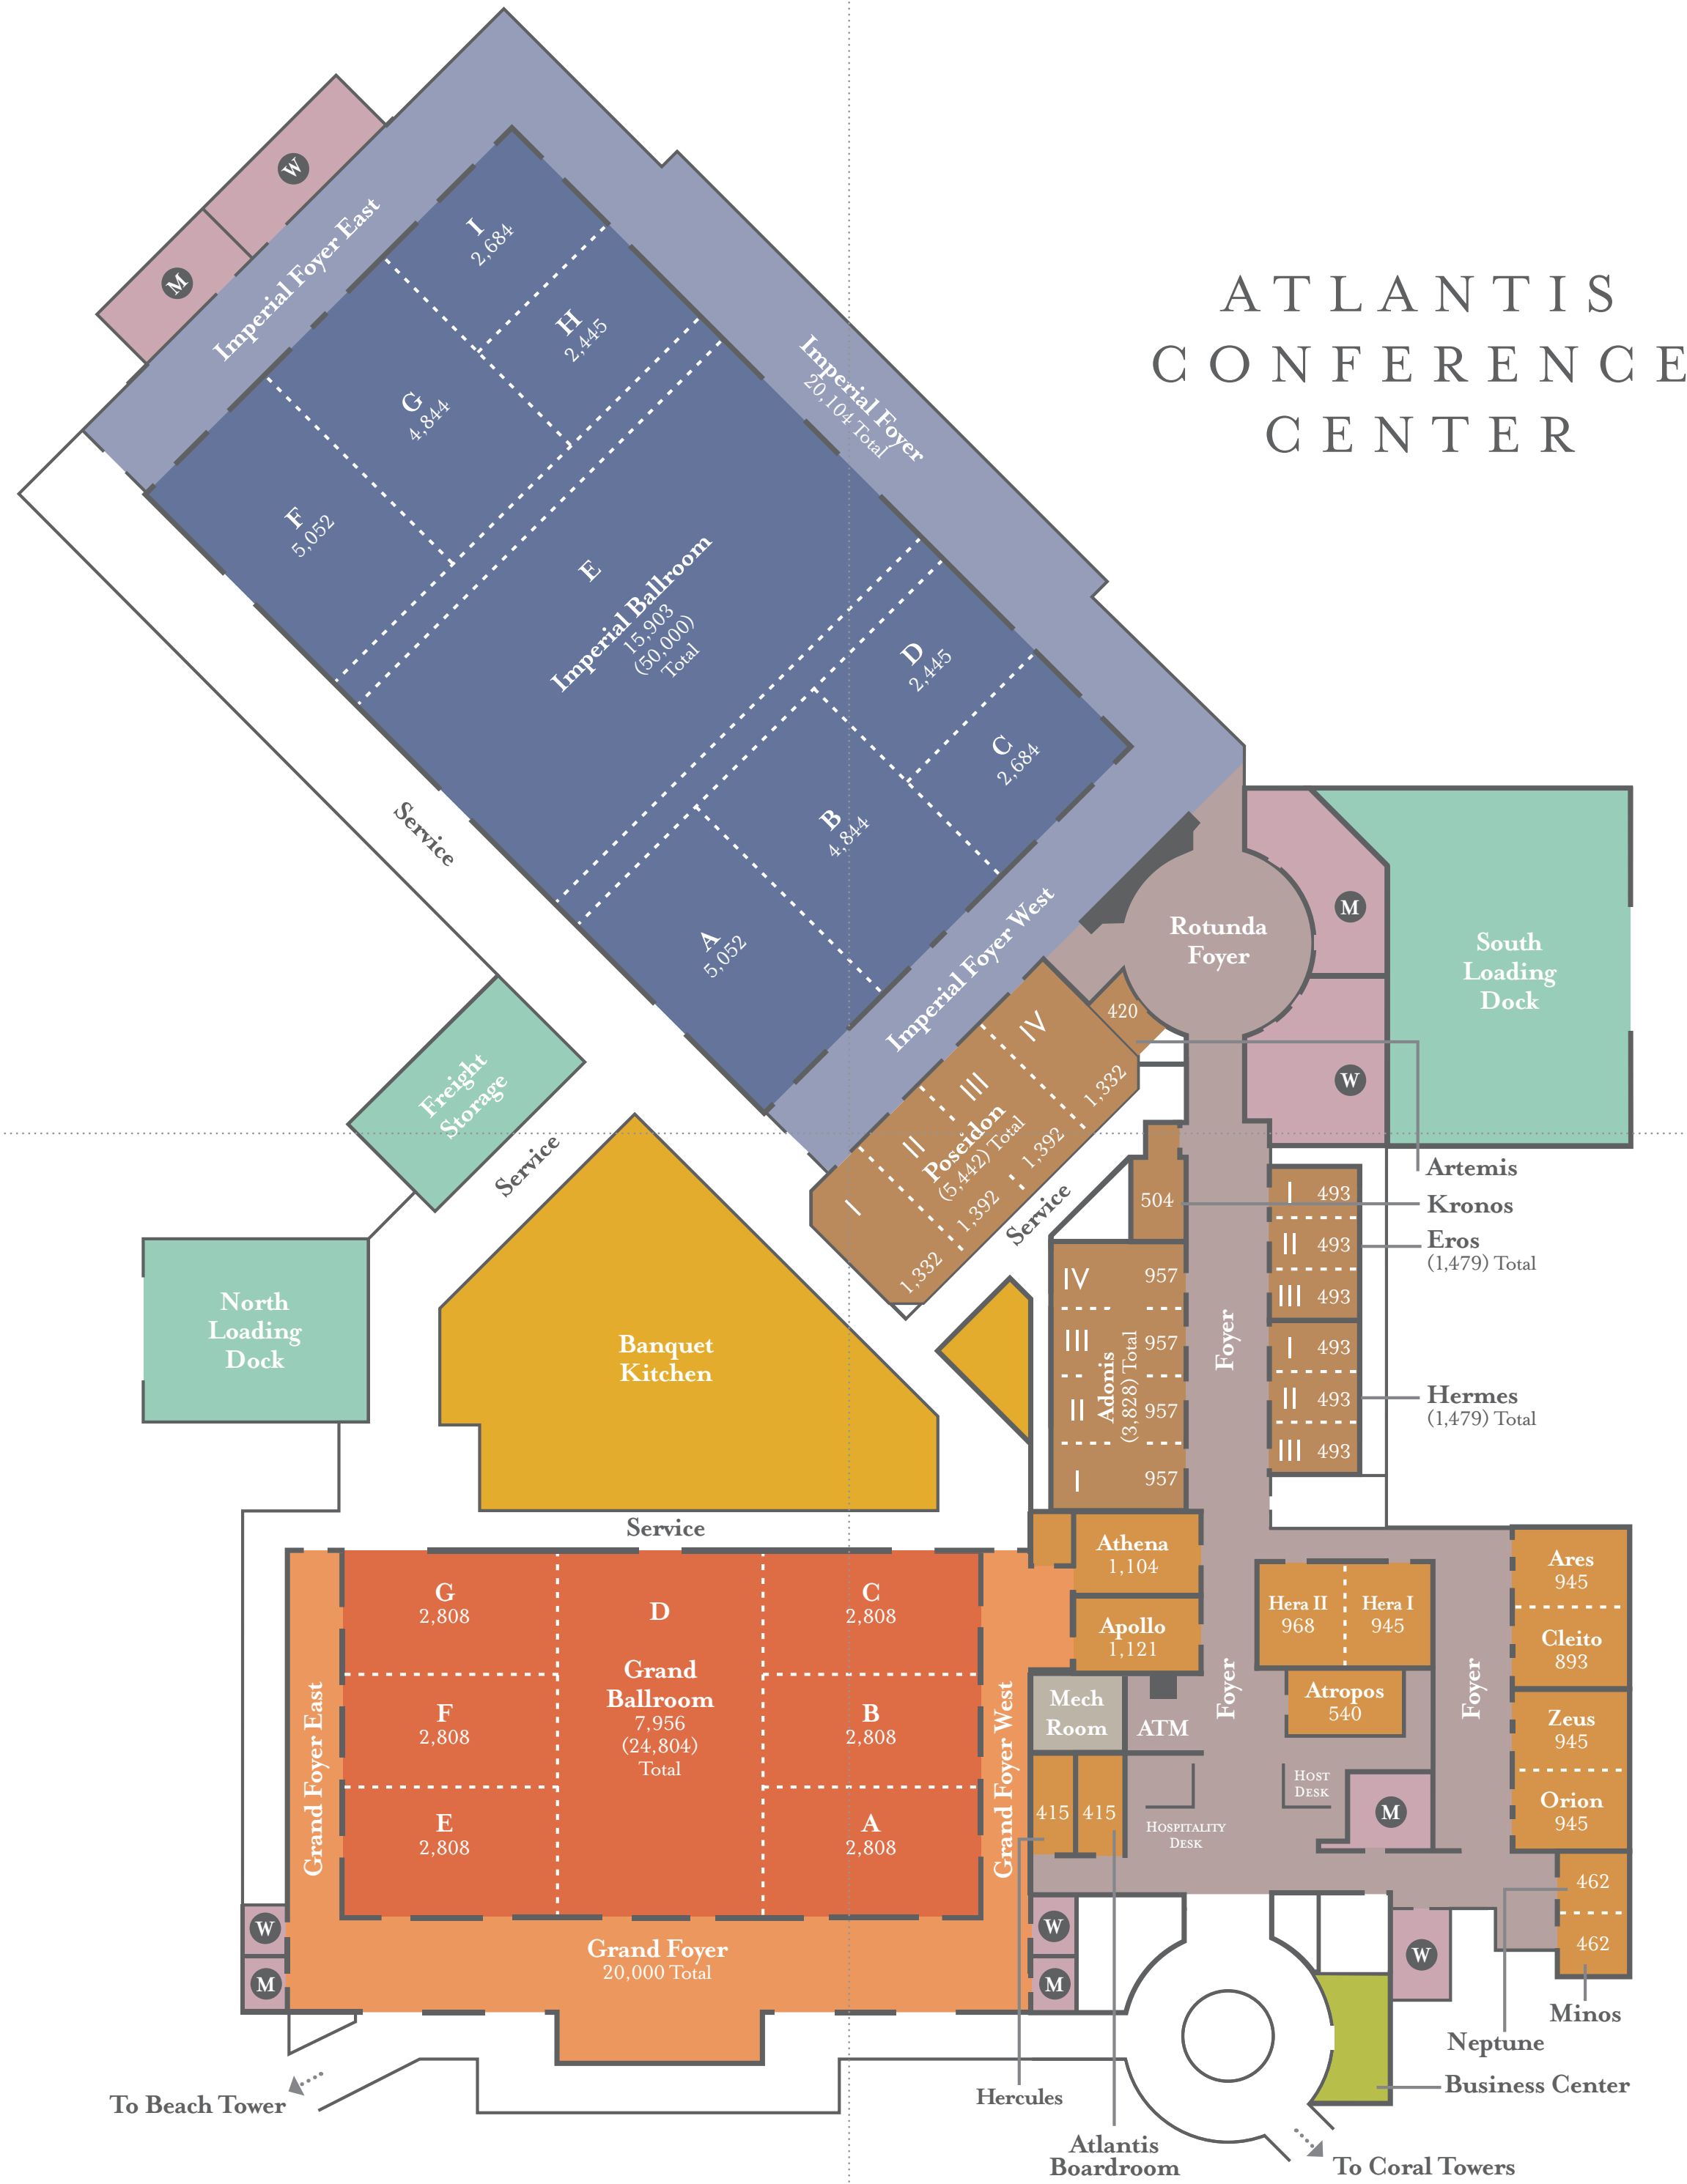 ATLANTIS
CONFERENCE
CENTER
W
M
Imperial Foyer East
I
2,684
H
2,445
G
4,844
F
5,052
Imperial Foyer
20,104 Total
E
Imperial Ballroom
15,903
(50,000)
Total
D
2,445
C
2,684
B
4,844
A
5,052
Imperial Foyer West
Service
Rotunda
Foyer
M
W
South
Loading
Dock
Freight
Storage
Service
420
IV
III
II
I
Poseidon
(5,442) Total
1,332
1,392
1,392
1,332
Service
Artemis
Kronos
Eros
(1,479) Total
Hermes
(1,479) Total
504
I 493
II 493
III 493
I 493
II 493
III 493
IV 957
III 957
II 957
I 957
Adonis
(3,828) Total
Foyer
North
Loading
Dock
Banquet
Kitchen
Service
Athena
1,104
Apollo
1,121
Mech
Room
ATM
Foyer
Hera II
968
Hera I
945
Atropos
540
Foyer
Ares
945
Cleito
893
Zeus
945
Orion
945
462
462
Host
Desk
Hospitality
Desk
M
W
415
415
G
2,808
D
C
2,808
Grand
Ballroom
7,956
(24,804)
Total
F
2,808
B
2,808
E
2,808
A
2,808
Grand Foyer East
Grand Foyer West
Grand Foyer
20,000 Total
W
M
W
M
Minos
Neptune
Business Center
Hercules
Atlantis
Boardroom
To Beach Tower
To Coral Towers